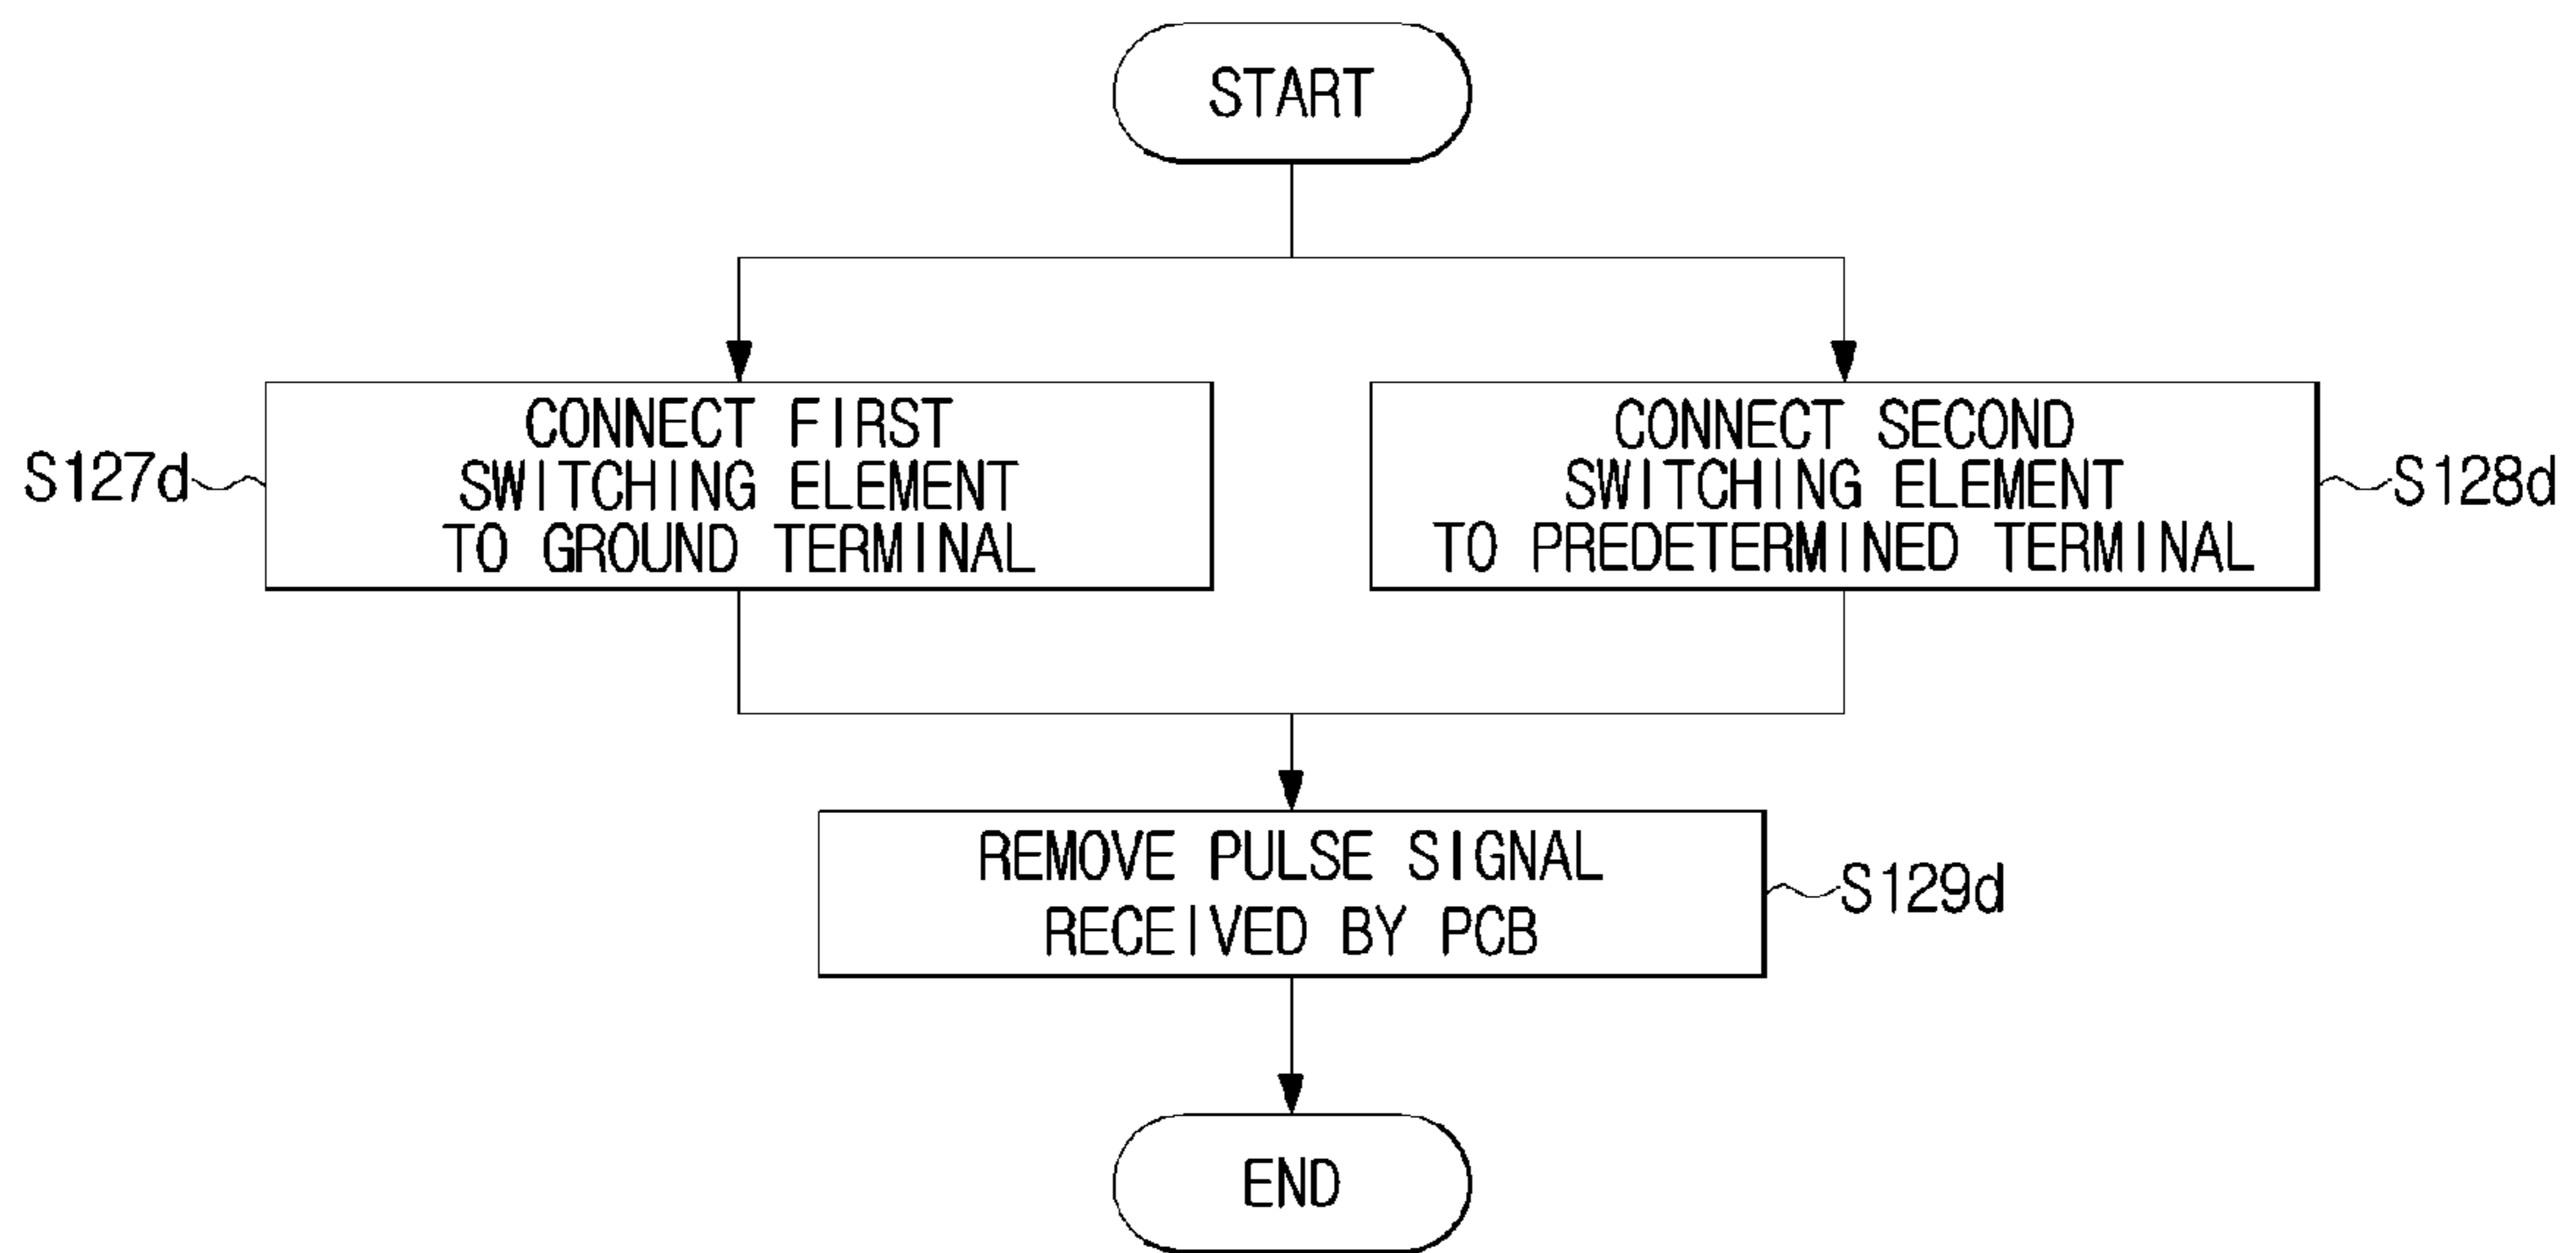 START
CONNECT FIRST
SWITCHING ELEMENT
TO GROUND TERMINAL
S127d
CONNECT SECOND
SWITCHING ELEMENT
TO PREDETERMINED TERMINAL
S128d
REMOVE PULSE SIGNAL
RECEIVED BY PCB
S129d
END